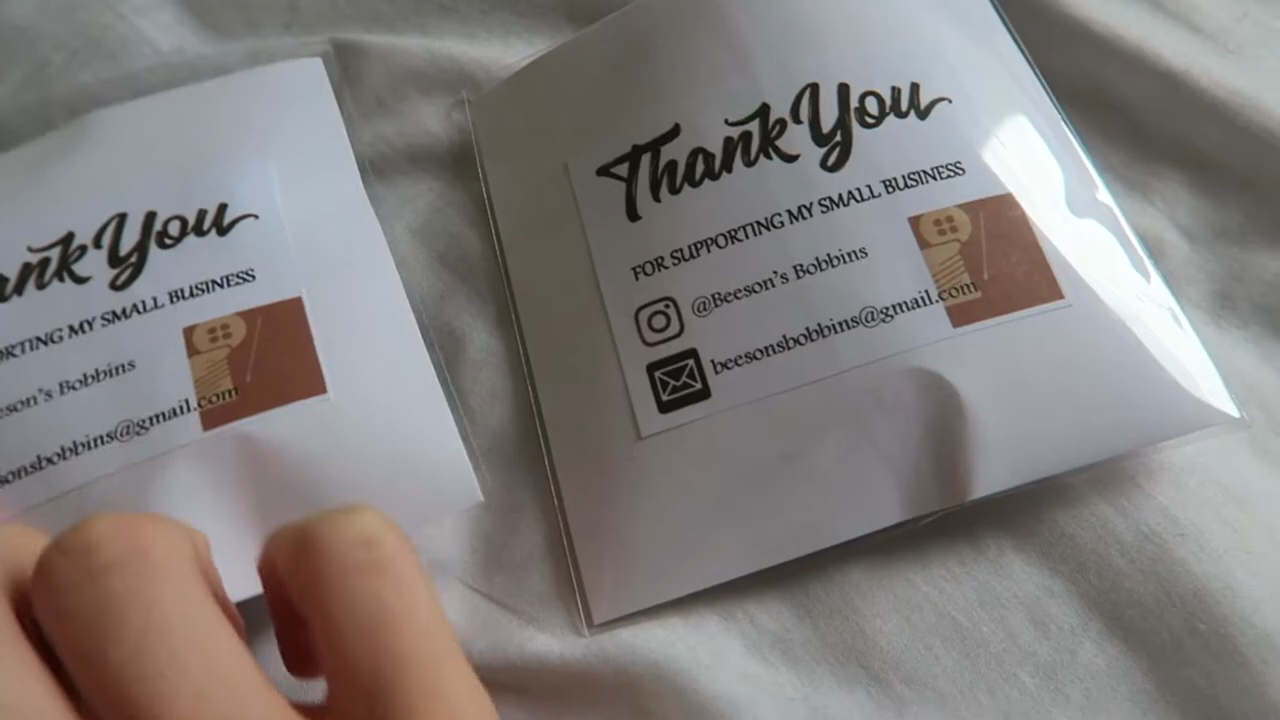 ank You
ORTING MY SMALL BUSINESS
eson's Bobbins
sonsbobbins@gmail.com
Thank You
FOR SUPPORTING MY SMALL BUSINESS
@Beeson's Bobbins
beesonsbobbins@gmail.com